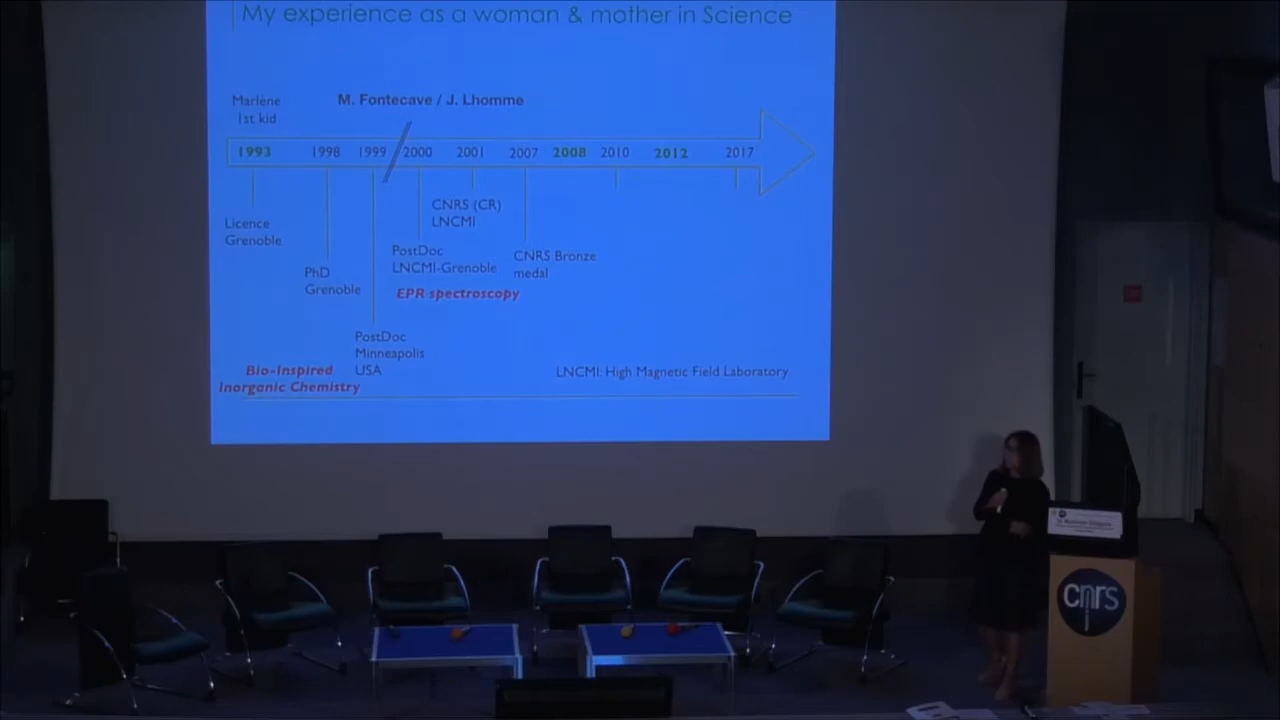 My experience as a woman & mother in Science
Marlène
1st kid
M. Fontecave / J. Lhomme
1993 1998 1999 2000 2001 2007 2008 2010 2012 2017
CNRS (CR)
LNCMI
Licence
Grenoble
PostDoc
LNCMI-Grenoble
CNRS Bronze
medal
PhD
Grenoble
EPR spectroscopy
PostDoc
Minneapolis
USA
Bio-Inspired
Inorganic Chemistry
LNCMI: High Magnetic Field Laboratory
cnrs